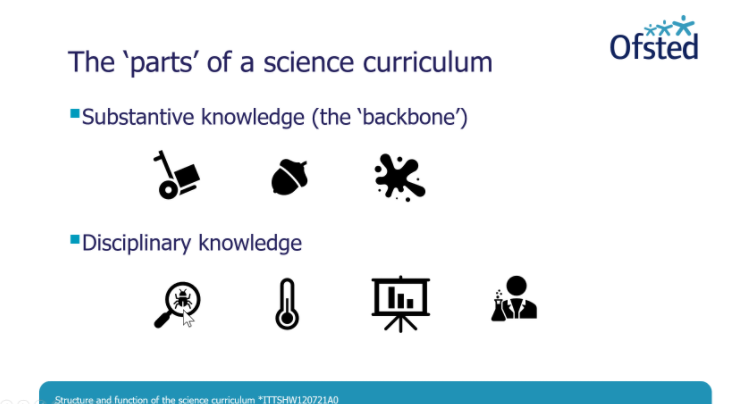 Ofsted
The ‘parts’ of a science curriculum
Substantive knowledge (the ‘backbone’)
Disciplinary knowledge
Structure and function of the science curriculum *ITTSHW120721A0